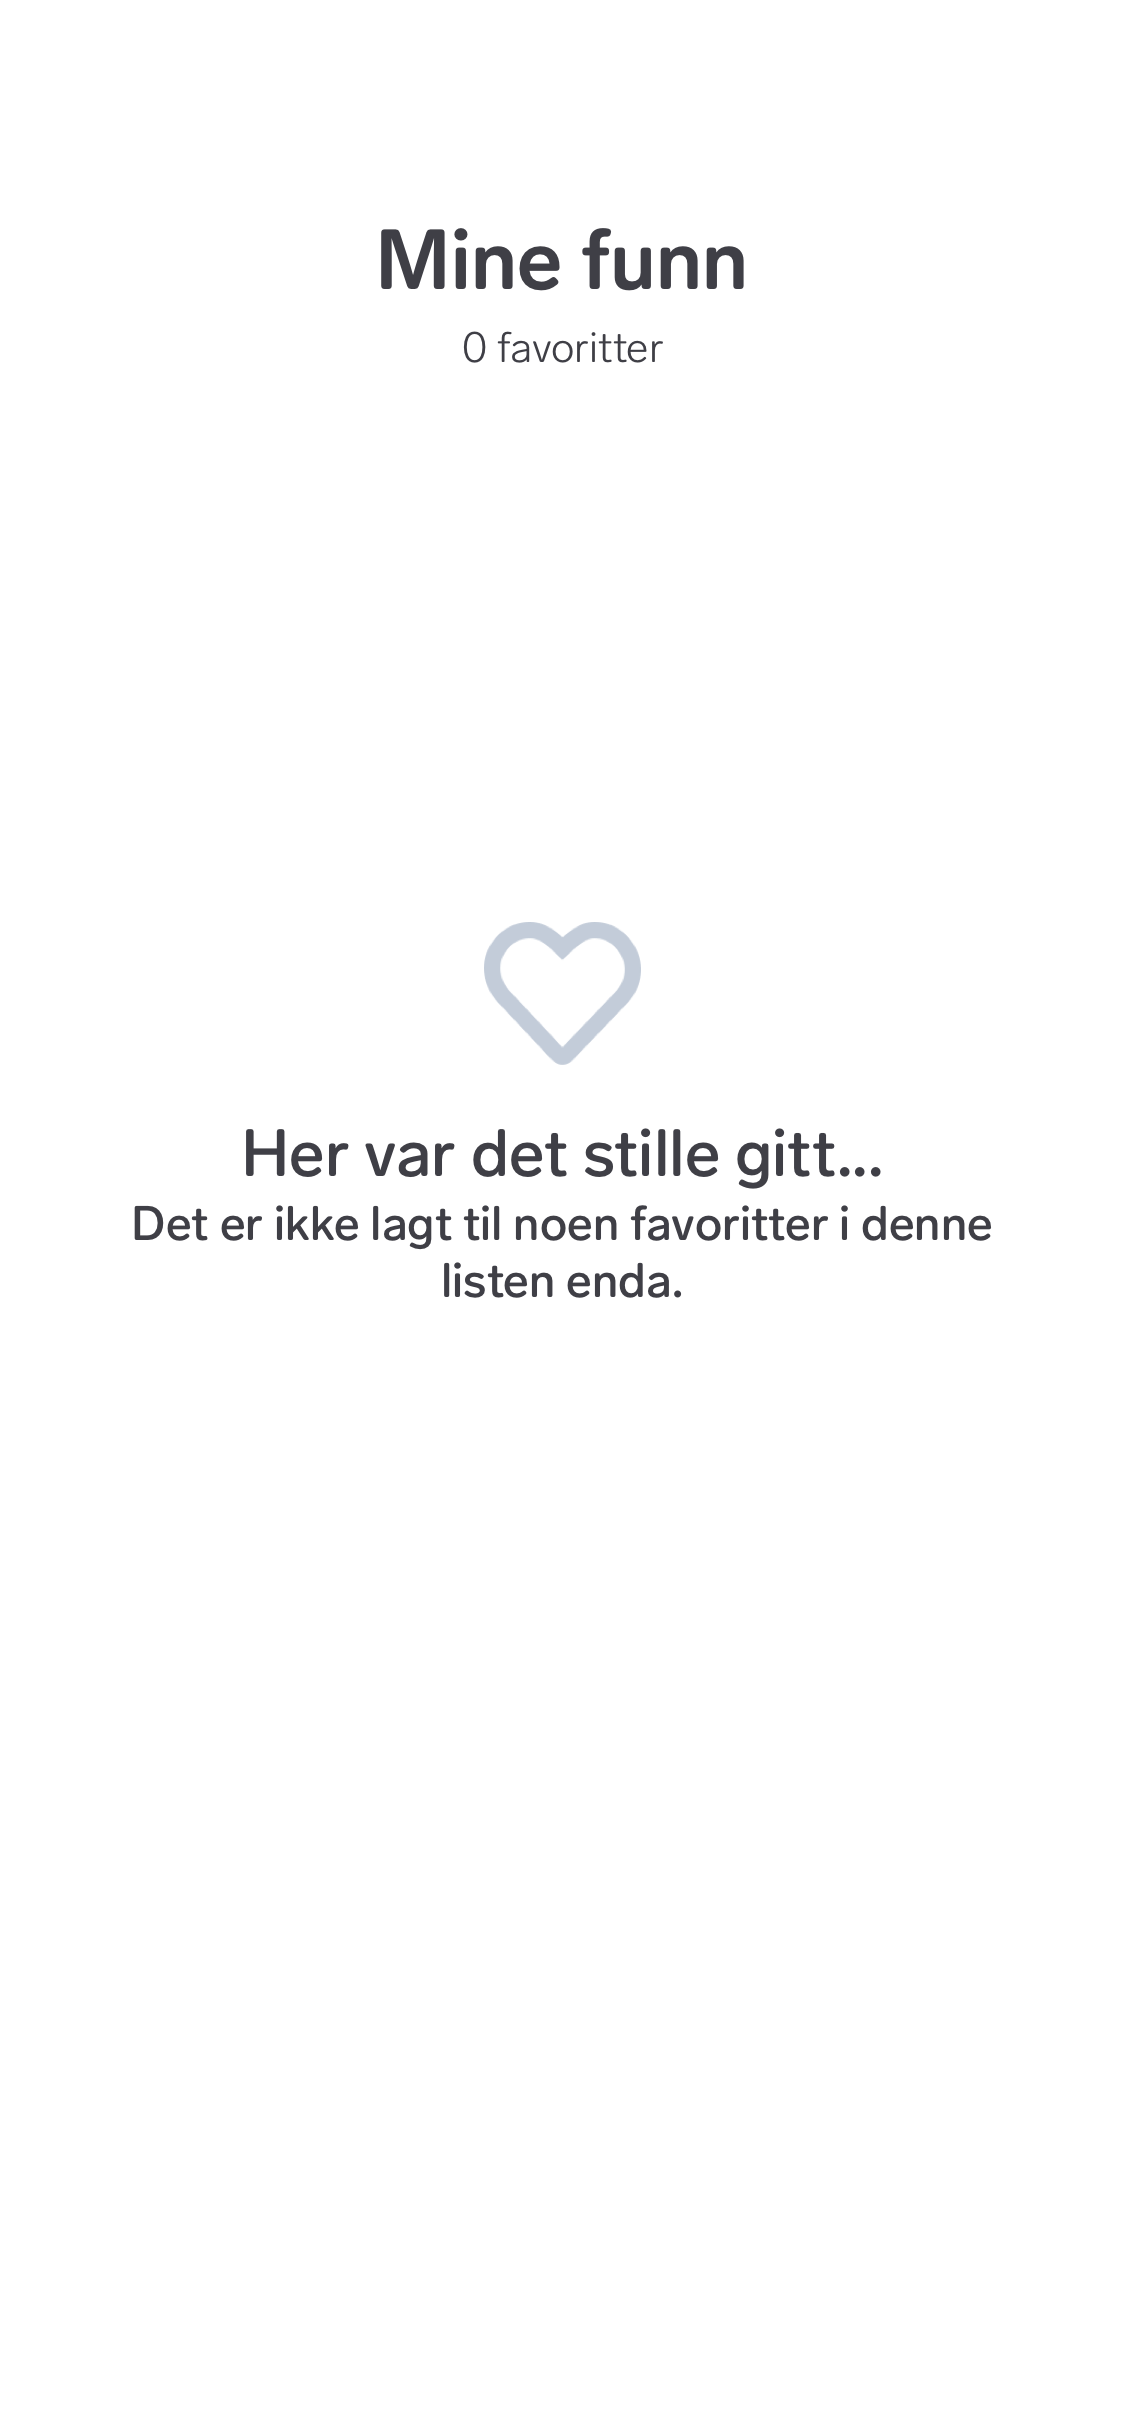 Mine funn
0 favoritter
Her var det stille gitt...
Det er ikke lagt til noen favoritter i denne
listen enda.